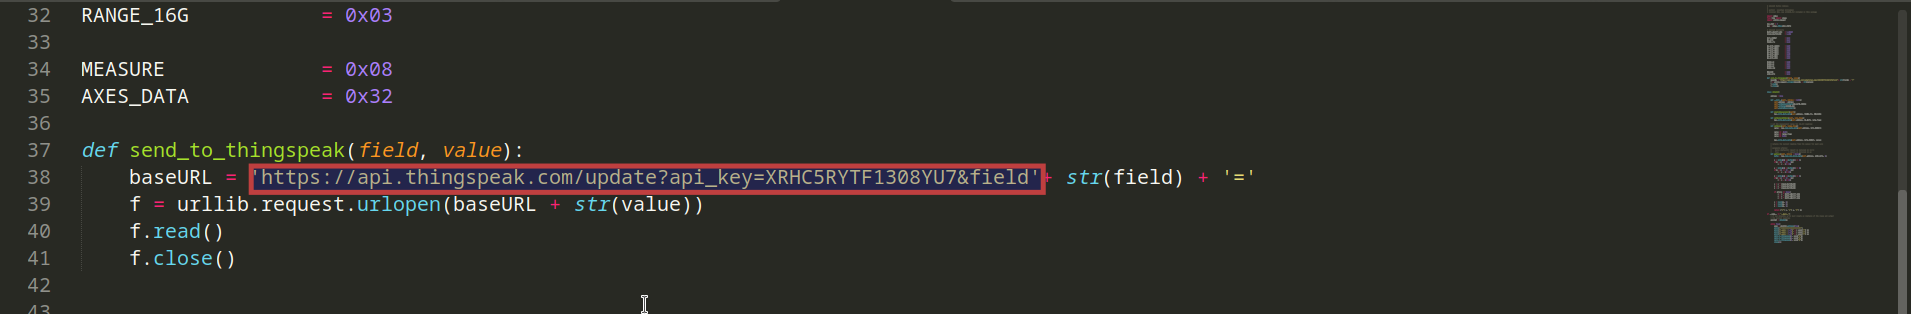 32 RANGE_16G = 0x03
33
34 MEASURE = 0x08
35 AXES_DATA = 0x32
36
37 def send_to_thingspeak(field, value):
38 baseURL = 'https://api.thingspeak.com/update?api_key=XRHC5RYTF1308YU7&field'+ str(field) + '='
39 f = urllib.request.urlopen(baseURL + str(value))
40 f.read()
41 f.close()
42
43